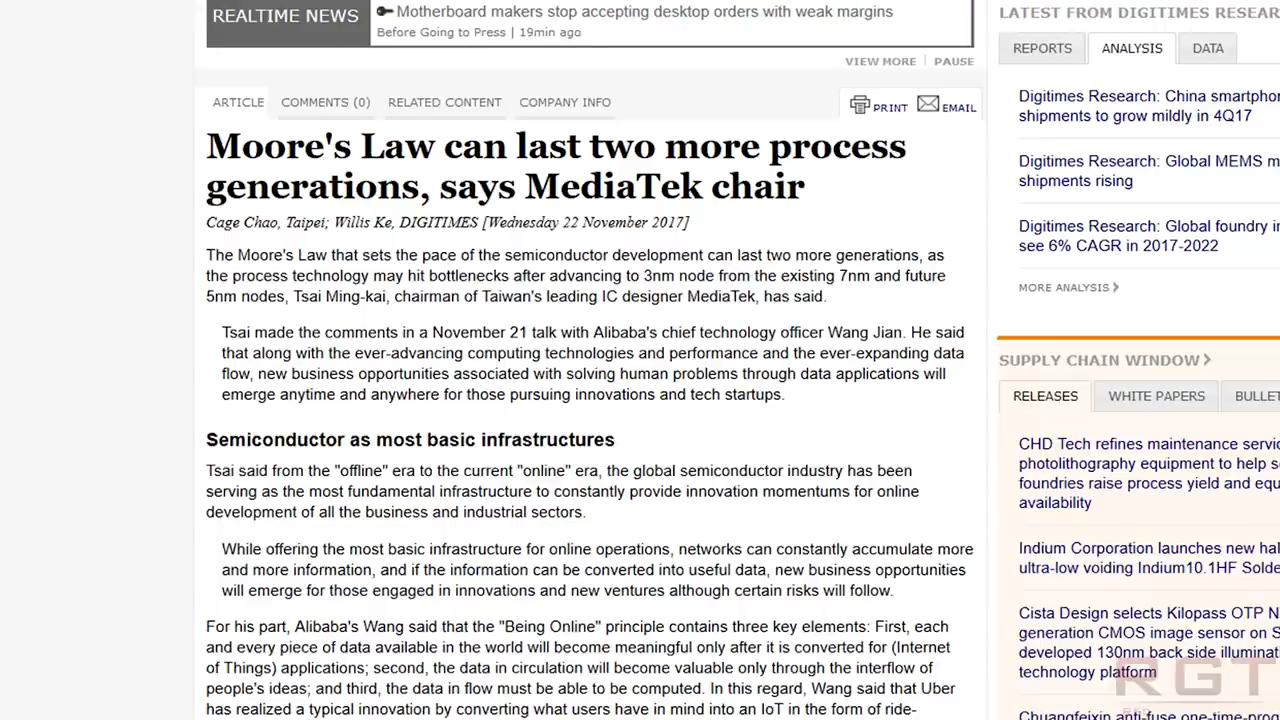 REALTIME NEWS
Motherboard makers stop accepting desktop orders with weak margins
Before Going to Press | 19min ago
VIEW MORE | PAUSE
ARTICLE COMMENTS (0) RELATED CONTENT COMPANY INFO PRINT EMAIL
Moore's Law can last two more process
generations, says MediaTek chair
Cage Chao, Taipei; Willis Ke, DIGITIMES [Wednesday 22 November 2017]
The Moore's Law that sets the pace of the semiconductor development can last two more generations, as
the process technology may hit bottlenecks after advancing to 3nm node from the existing 7nm and future
5nm nodes, Tsai Ming-kai, chairman of Taiwan's leading IC designer MediaTek, has said.
Tsai made the comments in a November 21 talk with Alibaba's chief technology officer Wang Jian. He said
that along with the ever-advancing computing technologies and performance and the ever-expanding data
flow, new business opportunities associated with solving human problems through data applications will
emerge anytime and anywhere for those pursuing innovations and tech startups.
Semiconductor as most basic infrastructures
Tsai said from the "offline" era to the current "online" era, the global semiconductor industry has been
serving as the most fundamental infrastructure to constantly provide innovation momentums for online
development of all the business and industrial sectors.
While offering the most basic infrastructure for online operations, networks can constantly accumulate more
and more information, and if the information can be converted into useful data, new business opportunities
will emerge for those engaged in innovations and new ventures although certain risks will follow.
For his part, Alibaba's Wang said that the "Being Online" principle contains three key elements: First, each
and every piece of data available in the world will become meaningful only after it is converted for (Internet
of Things) applications; second, the data in circulation will become valuable only through the interflow of
people's ideas; and third, the data in flow must be able to be computed. In this regard, Wang said that Uber
has realized a typical innovation by converting what users have in mind into an IoT in the form of ride-
LATEST FROM DIGITIMES RESEAR
REPORTS ANALYSIS DATA
Digitimes Research: China smartpho
shipments to grow mildly in 4Q17
Digitimes Research: Global MEMS m
shipments rising
Digitimes Research: Global foundry i
see 6% CAGR in 2017-2022
MORE ANALYSIS
SUPPLY CHAIN WINDOW
RELEASES WHITE PAPERS BULLET
CHD Tech refines maintenance servi
photolithography equipment to help s
foundries raise process yield and equ
availability
Indium Corporation launches new hal
ultra-low voiding Indium10.1HF Solde
Cista Design selects Kilopass OTP N
generation CMOS image sensor on S
developed 130nm back side illuminat
technology platform
Changfeixin anti-fuse one-time-prog
RGT